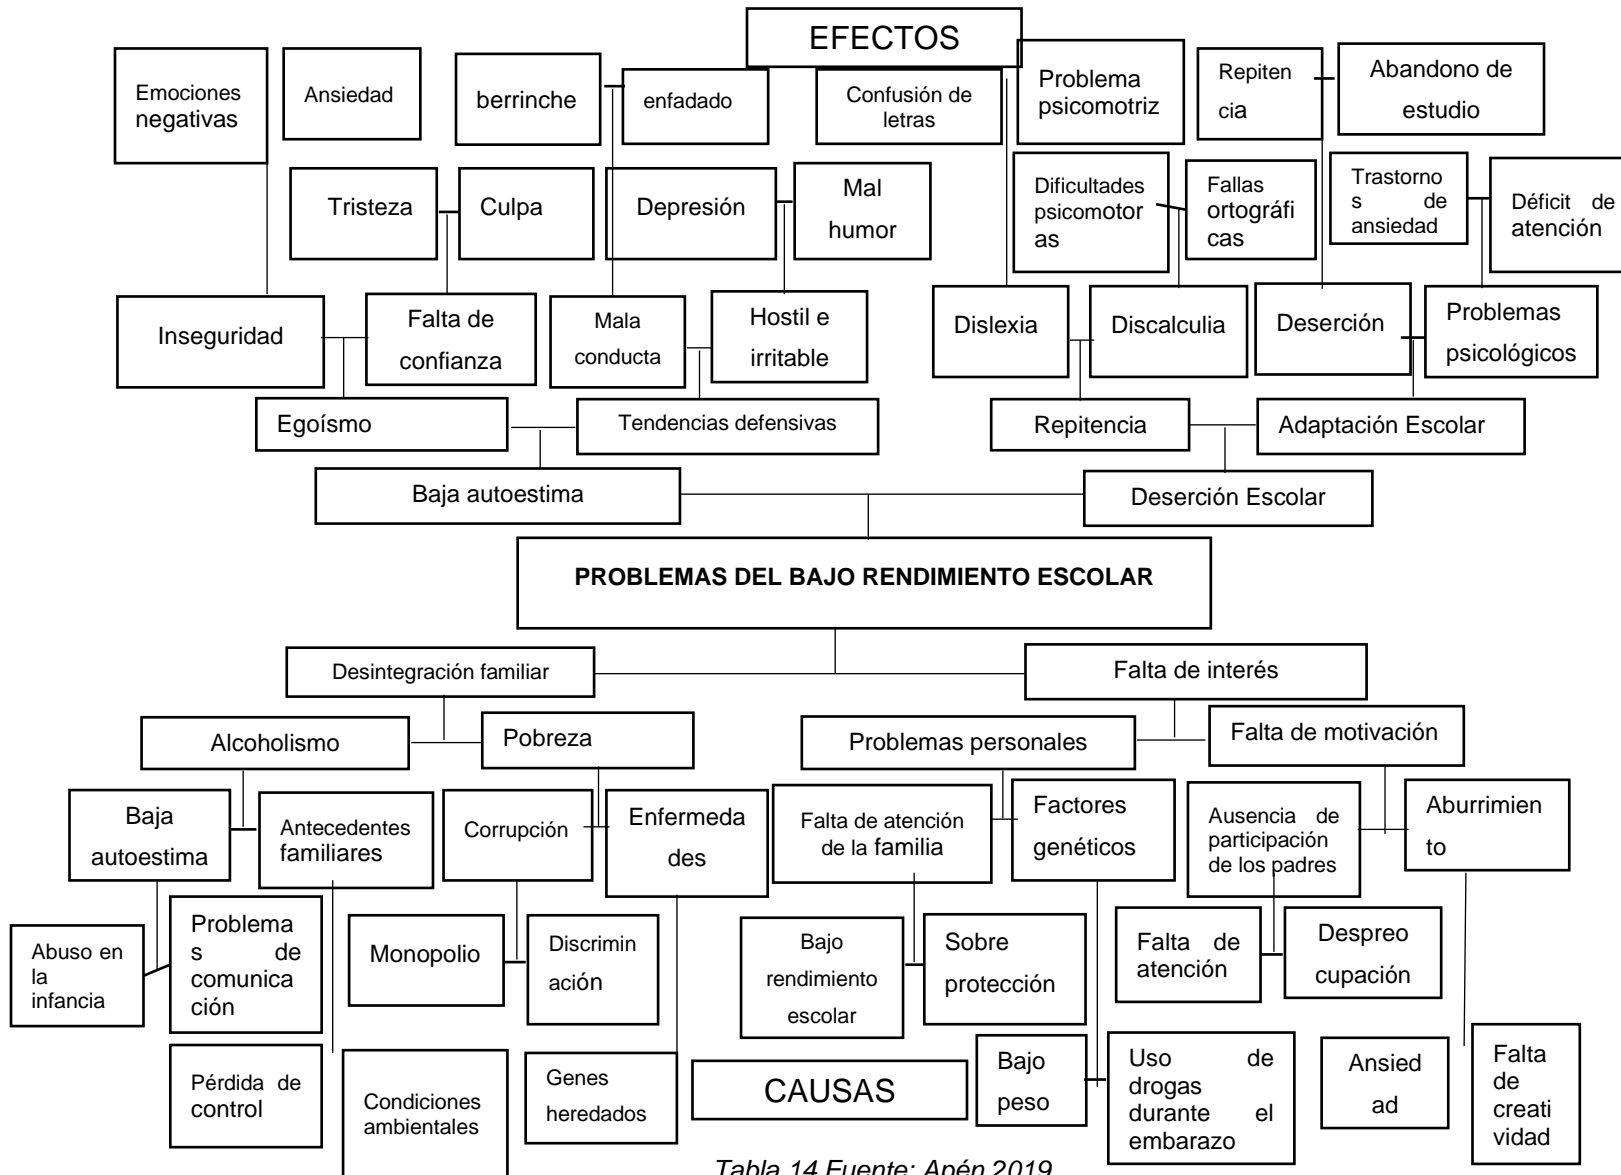 EFECTOS
Emociones
negativas
Ansiedad
berrinche
enfadado
Confusión de
letras
Problema
psicomotriz
Repiten
cia
Abandono de
estudio
Tristeza
Culpa
Depresión
Mal
humor
Dificultades
psicomotor
as
Fallas
ortográfi
cas
Trastorno
s de
ansiedad
Déficit de
atención
Inseguridad
Falta de
confianza
Mala
conducta
Hostil e
irritable
Dislexia
Discalculia
Deserción
Problemas
psicológicos
Egoísmo
Tendencias defensivas
Repitencia
Adaptación Escolar
Baja autoestima
Deserción Escolar
PROBLEMAS DEL BAJO RENDIMIENTO ESCOLAR
Desintegración familiar
Falta de interés
Alcoholismo
Pobreza
Problemas personales
Falta de motivación
Baja
autoestima
Antecedentes
familiares
Corrupción
Enfermeda
des
Falta de atención
de la familia
Factores
genéticos
Ausencia de
participación
de los padres
Aburrimien
to
Abuso en
la
infancia
Problema
s de
comunica
ción
Monopolio
Discrimin
ación
Bajo
rendimiento
escolar
Sobre
protección
Falta de
atención
Despreo
cupación
Pérdida de
control
Condiciones
ambientales
Genes
heredados
CAUSAS
Bajo
peso
Uso de
drogas
durante el
embarazo
Ansied
ad
Falta
de
creati
vidad
Tabla 14 Fuente: Apén 2019